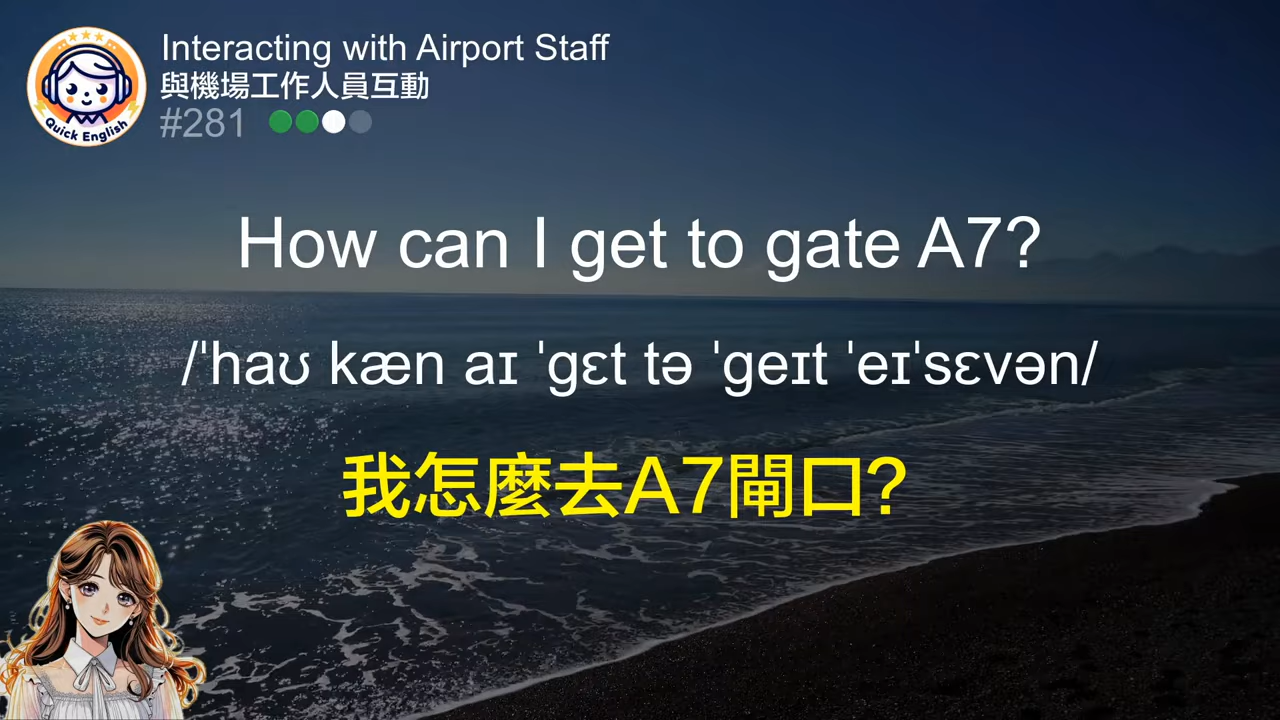 Interacting with Airport Staff
與機場工作人員互動
#281
Quick English
How can I get to gate A7?
/ˈhaʊ kæn aɪ ˈgɛt tə ˈgeɪt ˈeɪˈsɛvən/
我怎麼去A7閘口?